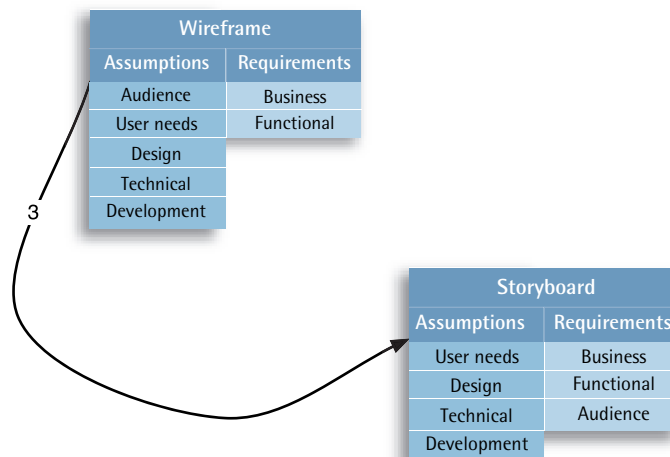 Wireframe
Assumptions Requirements
Audience Business
User needs Functional
Design
Technical
Development
3
Storyboard
Assumptions Requirements
User needs Business
Design Functional
Technical Audience
Development